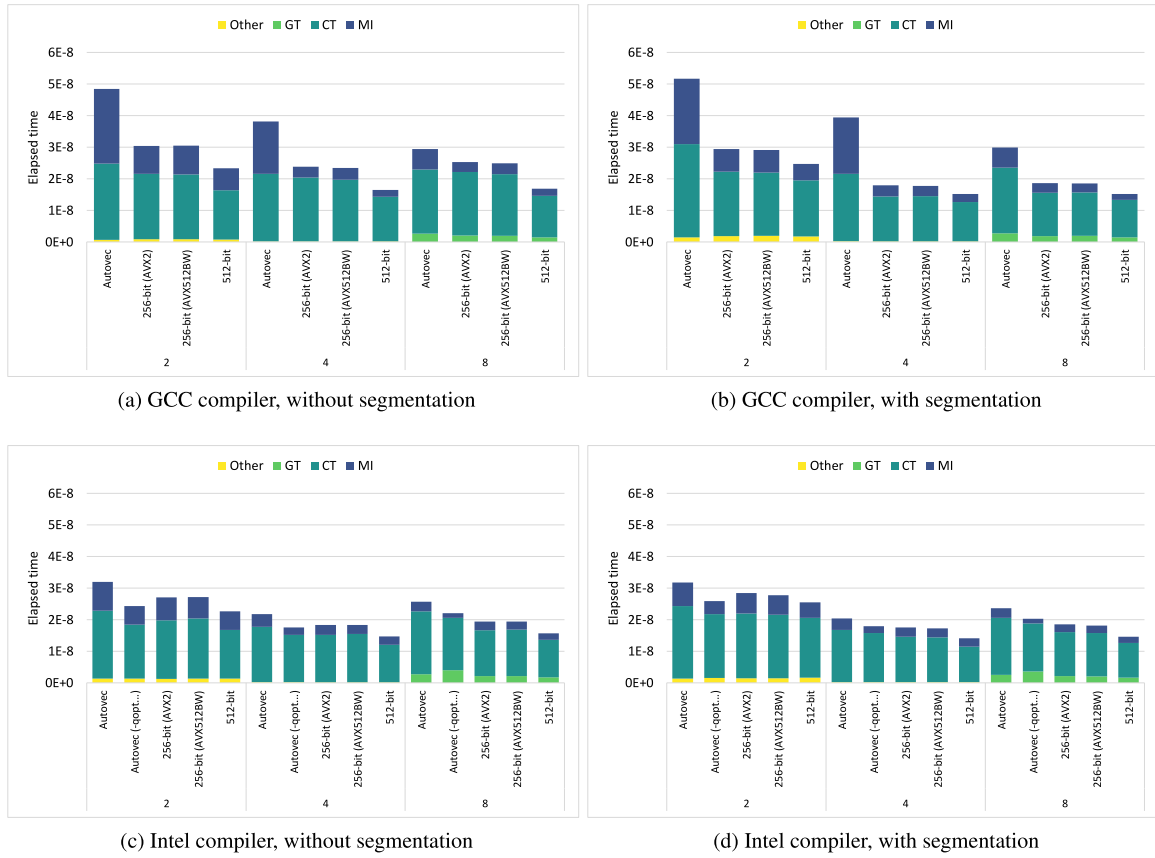 Other GT CT MI
6E-8
5E-8
4E-8
3E-8
2E-8
1E-8
0E+0
Elapsed time
Autovec
256-bit (AVX2)
256-bit (AVX512BW)
512-bit
Autovec
256-bit (AVX2)
256-bit (AVX512BW)
512-bit
Autovec
256-bit (AVX2)
256-bit (AVX512BW)
512-bit
2 4 8
(a) GCC compiler, without segmentation
Other GT CT MI
6E-8
5E-8
4E-8
3E-8
2E-8
1E-8
0E+0
Elapsed time
Autovec
256-bit (AVX2)
256-bit (AVX512BW)
512-bit
Autovec
256-bit (AVX2)
256-bit (AVX512BW)
512-bit
Autovec
256-bit (AVX2)
256-bit (AVX512BW)
512-bit
2 4 8
(b) GCC compiler, with segmentation
Other GT CT MI
6E-8
5E-8
4E-8
3E-8
2E-8
1E-8
0E+0
Elapsed time
Autovec
Autovec (-qopt...)
256-bit (AVX2)
256-bit (AVX512BW)
512-bit
Autovec
Autovec (-qopt...)
256-bit (AVX2)
256-bit (AVX512BW)
512-bit
Autovec
Autovec (-qopt...)
256-bit (AVX2)
256-bit (AVX512BW)
512-bit
2 4 8
(c) Intel compiler, without segmentation
Other GT CT MI
6E-8
5E-8
4E-8
3E-8
2E-8
1E-8
0E+0
Elapsed time
Autovec
Autovec (-qopt...)
256-bit (AVX2)
256-bit (AVX512BW)
512-bit
Autovec
Autovec (-qopt...)
256-bit (AVX2)
256-bit (AVX512BW)
512-bit
Autovec
Autovec (-qopt...)
256-bit (AVX2)
256-bit (AVX512BW)
512-bit
2 4 8
(d) Intel compiler, with segmentation